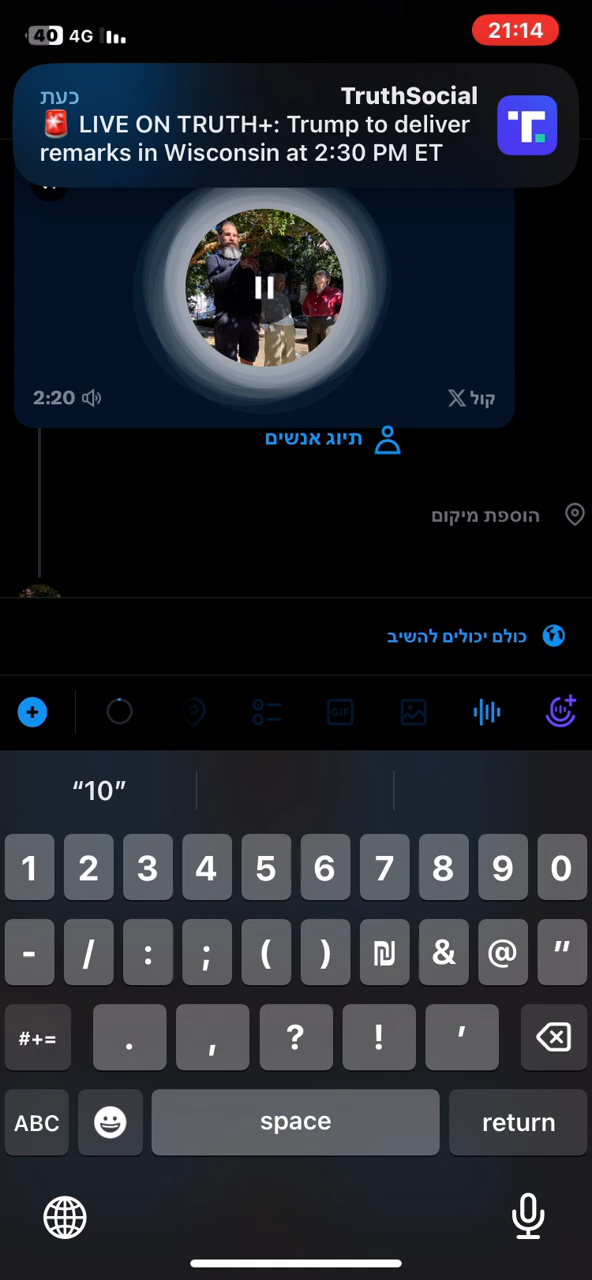 40 4G 21:14
TruthSocial כעת
🚨 LIVE ON TRUTH+: Trump to deliver
remarks in Wisconsin at 2:30 PM ET
2:20
קול X
תיוג אנשים
הוספת מיקום
כולם יכולים להשיב
GIF
“10”
1 2 3 4 5 6 7 8 9 0
- / : ; ( ) ₪ & @ "
#+= . , ? ! ’
ABC space return